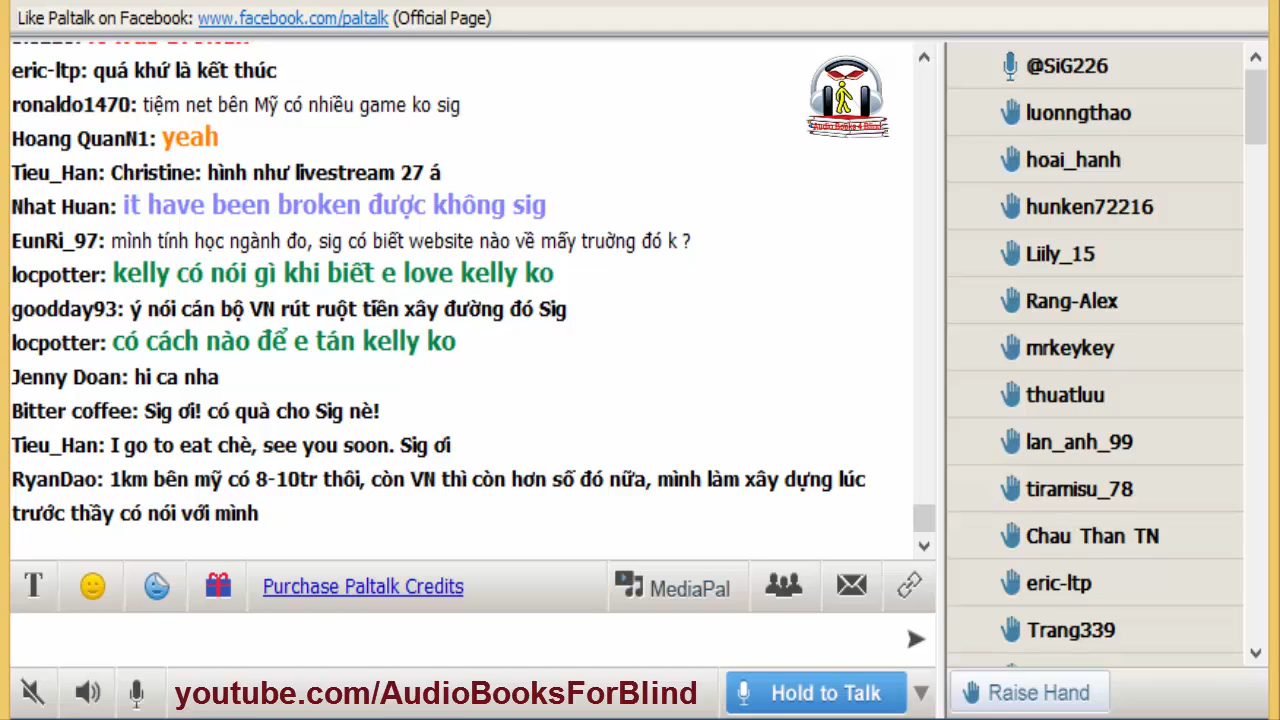 Like Paltalk on Facebook: www.facebook.com/paltalk (Official Page)
eric-ltp: quá khứ là kết thúc
ronaldo1470: tiệm net bên Mỹ có nhiều game ko sig
Hoang QuanN1: yeah
Tieu_Han: Christine: hình như livestream 27 á
Nhat Huan: it have been broken được không sig
EunRi_97: mình tính học ngành đo, sig có biết website nào về mấy truờng đó k ?
locpotter: kelly có nói gì khi biết e love kelly ko
goodday93: ý nói cán bộ VN rút ruột tiền xây đường đó Sig
locpotter: có cách nào để e tán kelly ko
Jenny Doan: hi ca nha
Bitter coffee: Sig ơi! có quà cho Sig nè!
Tieu_Han: I go to eat chè, see you soon. Sig ơi
RyanDao: 1km bên mỹ có 8-10tr thôi, còn VN thì còn hơn số đó nữa, mình làm xây dựng lúc
trước thầy có nói với mình
Audio Books 4 Blind
@SiG226
luonngthao
hoai_hanh
hunken72216
Liily_15
Rang-Alex
mrkeykey
thuatluu
lan_anh_99
tiramisu_78
Chau Than TN
eric-ltp
Trang339
T
Purchase Paltalk Credits
MediaPal
youtube.com/AudioBooksForBlind
Hold to Talk
Raise Hand